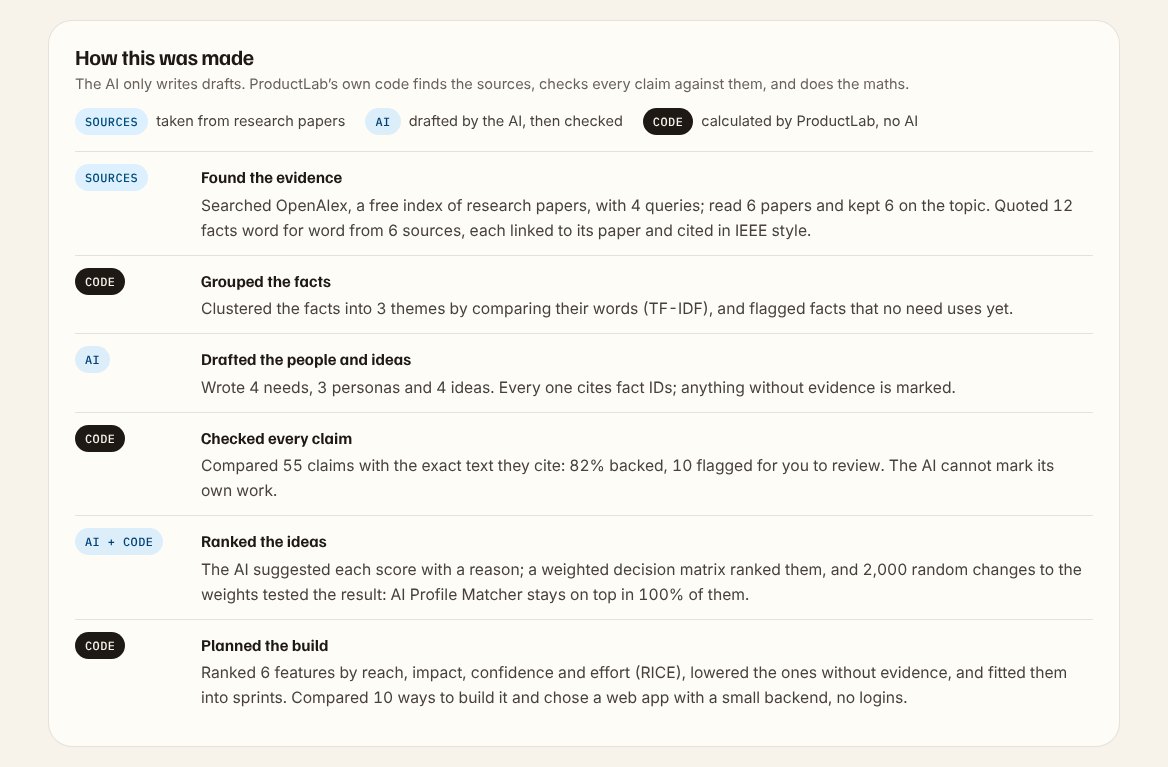 How this was made
The AI only writes drafts. ProductLab’s own code finds the sources, checks every claim against them, and does the maths.
SOURCES taken from research papers AI drafted by the AI, then checked CODE calculated by ProductLab, no AI
SOURCES Found the evidence
Searched OpenAlex, a free index of research papers, with 4 queries; read 6 papers and kept 6 on the topic. Quoted 12
facts word for word from 6 sources, each linked to its paper and cited in IEEE style.
CODE Grouped the facts
Clustered the facts into 3 themes by comparing their words (TF-IDF), and flagged facts that no need uses yet.
AI Drafted the people and ideas
Wrote 4 needs, 3 personas and 4 ideas. Every one cites fact IDs; anything without evidence is marked.
CODE Checked every claim
Compared 55 claims with the exact text they cite: 82% backed, 10 flagged for you to review. The AI cannot mark its
own work.
AI + CODE Ranked the ideas
The AI suggested each score with a reason; a weighted decision matrix ranked them, and 2,000 random changes to the
weights tested the result: AI Profile Matcher stays on top in 100% of them.
CODE Planned the build
Ranked 6 features by reach, impact, confidence and effort (RICE), lowered the ones without evidence, and fitted them
into sprints. Compared 10 ways to build it and chose a web app with a small backend, no logins.